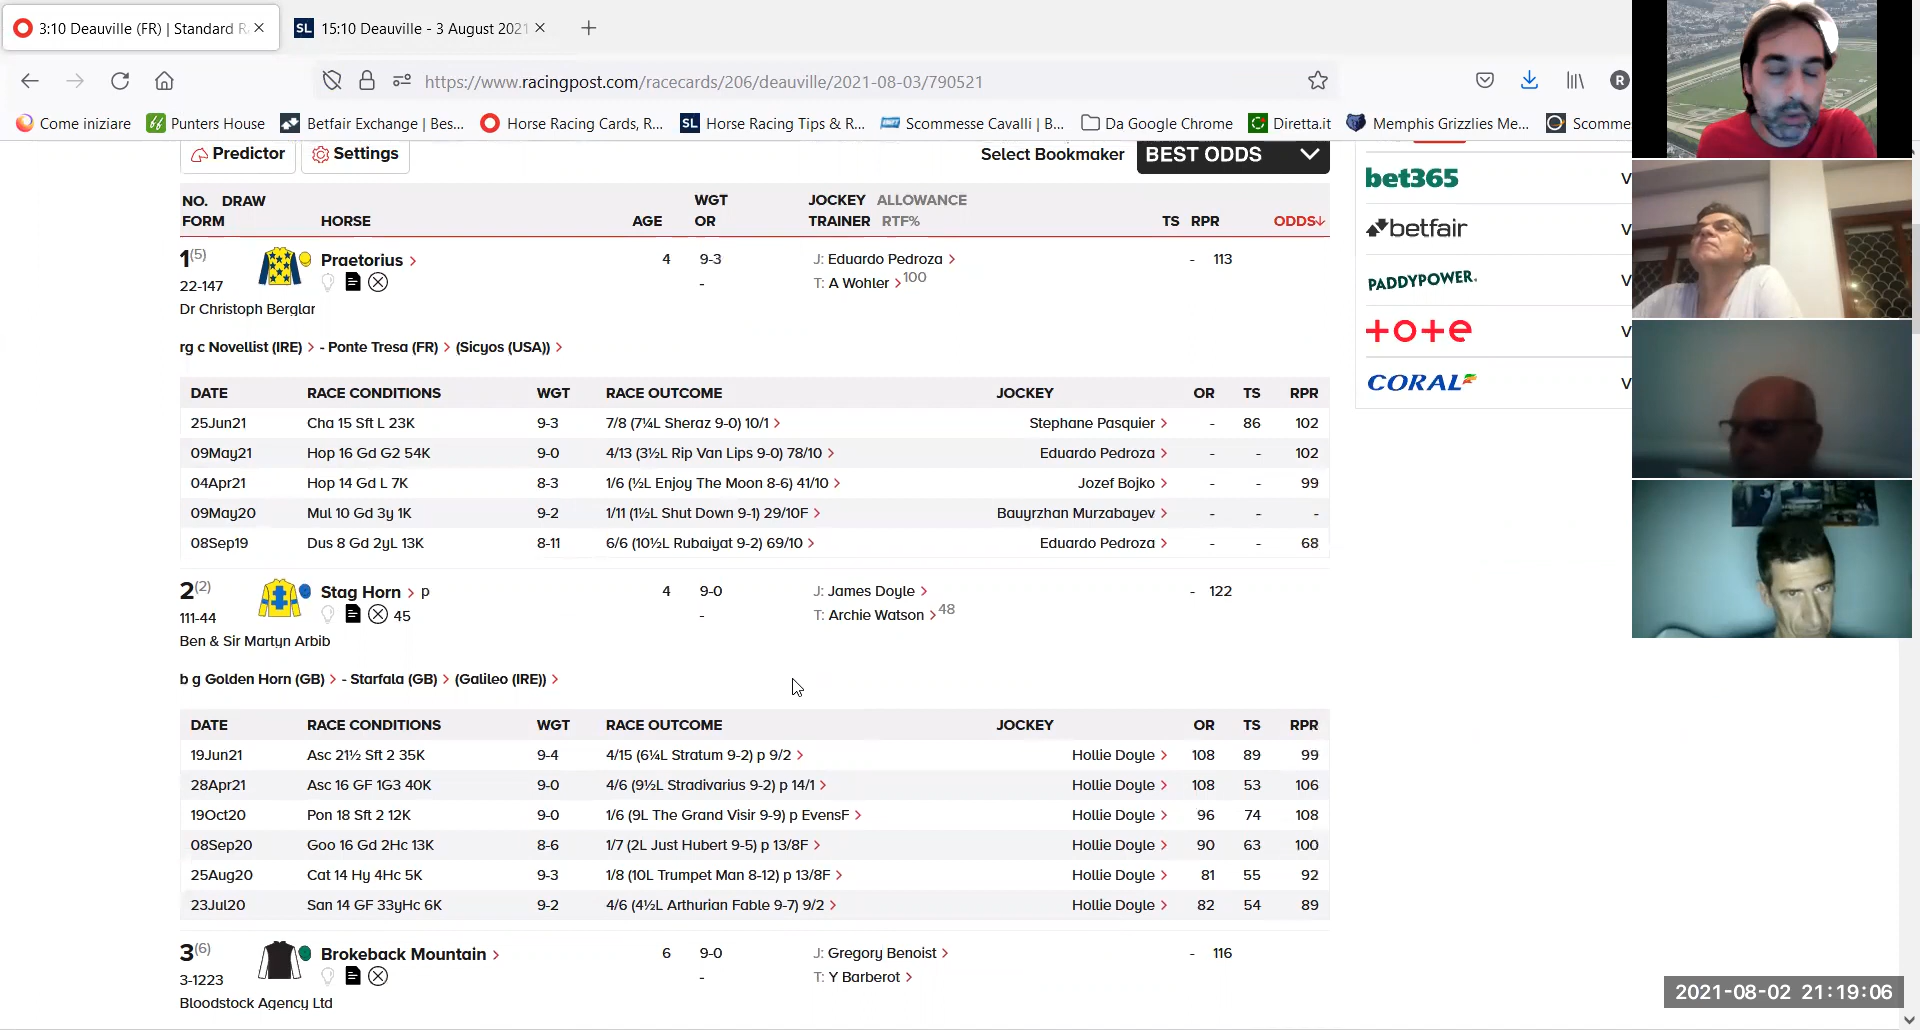 3:10 Deauville (FR) | Standard R
SL 15:10 Deauville - 3 August 2021
https://www.racingpost.com/racecards/206/deauville/2021-08-03/790521
R
Come iniziare
Punters House
Betfair Exchange | Bes...
Horse Racing Cards, R...
SL Horse Racing Tips & R...
SNAI Scommesse Cavalli | B...
Da Google Chrome
Diretta.it
Memphis Grizzlies Me...
Scomme
Predictor Settings Select Bookmaker BEST ODDS
NO. DRAW WGT JOCKEY ALLOWANCE
FORM HORSE AGE OR TRAINER RTF% TS RPR ODDS
1(5) Praetorius 4 9-3 J: Eduardo Pedroza - 113
22-147 - T: A Wohler 100
Dr Christoph Berglar
rg c Novellist (IRE) - Ponte Tresa (FR) (Sicyos (USA))
DATE RACE CONDITIONS WGT RACE OUTCOME JOCKEY OR TS RPR
25Jun21 Cha 15 Sft L 23K 9-3 7/8 (7¼L Sheraz 9-0) 10/1 Stephane Pasquier - 86 102
09May21 Hop 16 Gd G2 54K 9-0 4/13 (3½L Rip Van Lips 9-0) 78/10 Eduardo Pedroza - - 102
04Apr21 Hop 14 Gd L 7K 8-3 1/6 (½L Enjoy The Moon 8-6) 41/10 Jozef Bojko - - 99
09May20 Mul 10 Gd 3y 1K 9-2 1/11 (1½L Shut Down 9-1) 29/10F Bauyrzhan Murzabayev - - -
08Sep19 Dus 8 Gd 2yL 13K 8-11 6/6 (10½L Rubaiyat 9-2) 69/10 Eduardo Pedroza - - 68
2(2) Stag Horn p 4 9-0 J: James Doyle - 122
111-44 45 - T: Archie Watson 48
Ben & Sir Martyn Arbib
b g Golden Horn (GB) - Starfala (GB) (Galileo (IRE))
DATE RACE CONDITIONS WGT RACE OUTCOME JOCKEY OR TS RPR
19Jun21 Asc 21½ Sft 2 35K 9-4 4/15 (6¼L Stratum 9-2) p 9/2 Hollie Doyle 108 89 99
28Apr21 Asc 16 GF 1G3 40K 9-0 4/6 (9½L Stradivarius 9-2) p 14/1 Hollie Doyle 108 53 106
19Oct20 Pon 18 Sft 2 12K 9-0 1/6 (9L The Grand Visir 9-9) p EvensF Hollie Doyle 96 74 108
08Sep20 Goo 16 Gd 2Hc 13K 8-6 1/7 (2L Just Hubert 9-5) p 13/8F Hollie Doyle 90 63 100
25Aug20 Cat 14 Hy 4Hc 5K 9-3 1/8 (10L Trumpet Man 8-12) p 13/8F Hollie Doyle 81 55 92
23Jul20 San 14 GF 33yHc 6K 9-2 4/6 (4½L Arthurian Fable 9-7) 9/2 Hollie Doyle 82 54 89
3(6) Brokeback Mountain 6 9-0 J: Gregory Benoist - 116
3-1223 - T: Y Barberot
Bloodstock Agency Ltd
bet365 V
betfair V
PADDYPOWER. V
tote V
CORAL V
2021-08-02 21:19:06